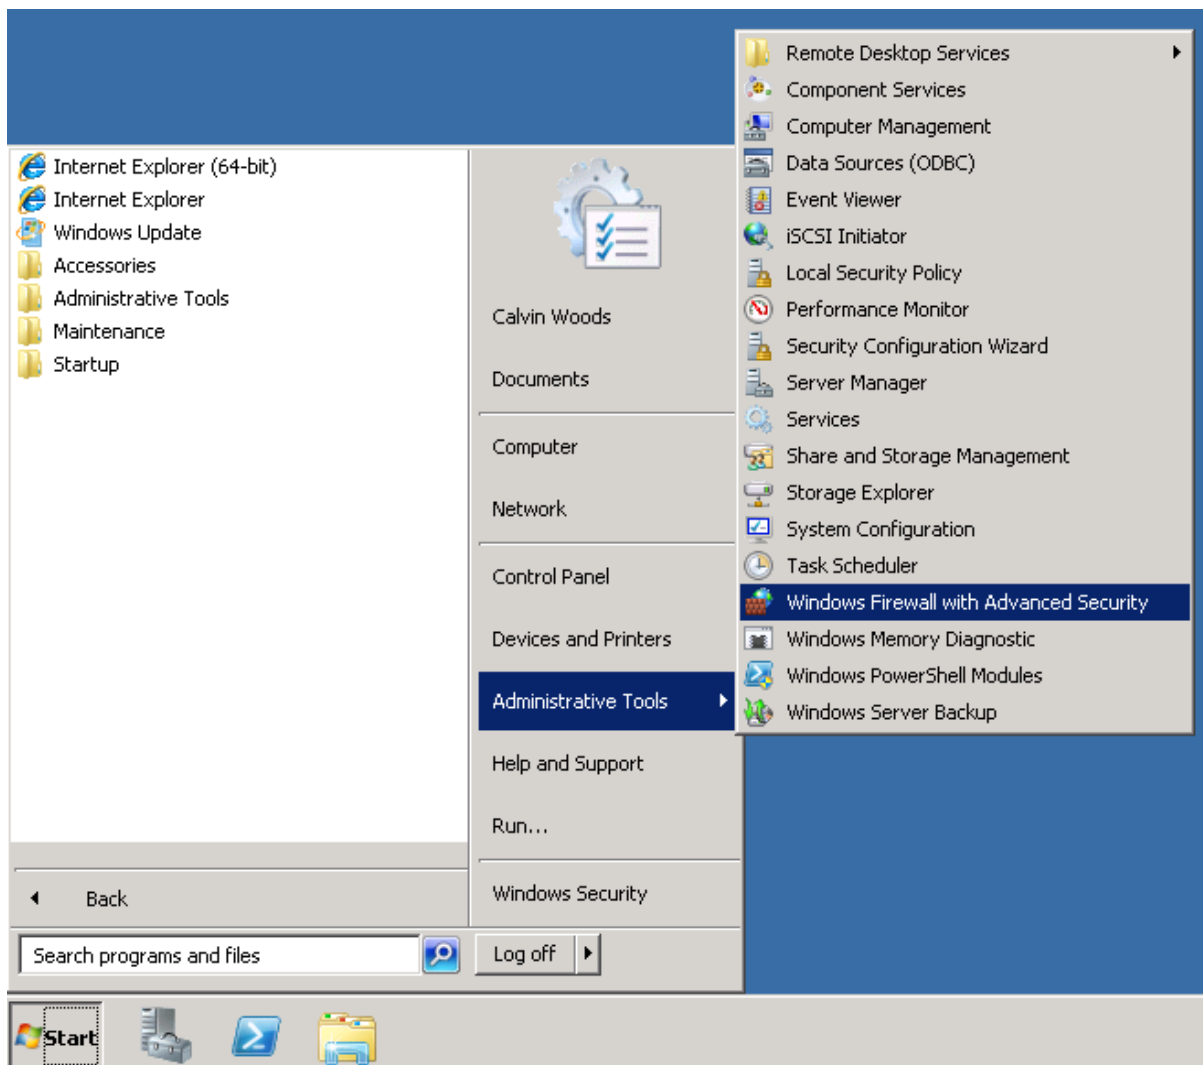 Internet Explorer (64-bit)
Internet Explorer
Windows Update
Accessories
Administrative Tools
Maintenance
Startup
Back
Search programs and files
Calvin Woods
Documents
Computer
Network
Control Panel
Devices and Printers
Administrative Tools
Help and Support
Run...
Windows Security
Log off
Remote Desktop Services
Component Services
Computer Management
Data Sources (ODBC)
Event Viewer
iSCSI Initiator
Local Security Policy
Performance Monitor
Security Configuration Wizard
Server Manager
Services
Share and Storage Management
Storage Explorer
System Configuration
Task Scheduler
Windows Firewall with Advanced Security
Windows Memory Diagnostic
Windows PowerShell Modules
Windows Server Backup
Start